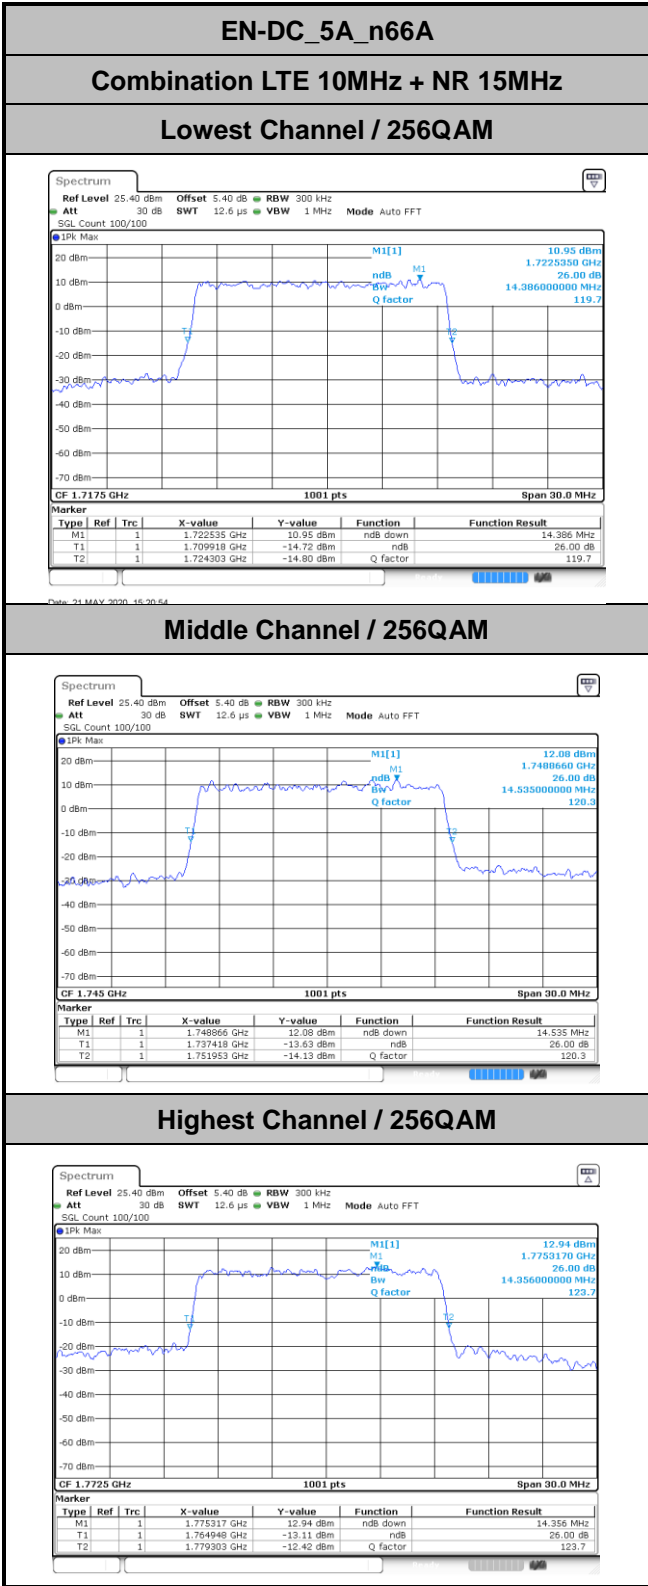 EN-DC_5A_n66A
Combination LTE 10MHz + NR 15MHz
Lowest Channel / 256QAM
Spectrum
Ref Level 25.40 dBm Offset 5.40 dB RBW 300 kHz
Att 30 dB SWT 12.6 µs VBW 1 MHz Mode Auto FFT
SGL Count 100/100
1Pk Max
M1[1] 10.95 dBm
1.7225350 GHz
20 dBm
M1
ndB 26.00 dB
10 dBm
Bw 14.386000000 MHz
Q factor 119.7
0 dBm
-10 dBm
T1 T2
-20 dBm
-30 dBm
-40 dBm
-50 dBm
-60 dBm
-70 dBm
CF 1.7175 GHz 1001 pts Span 30.0 MHz
Marker
Type Ref Trc X-value Y-value Function Function Result
M1 1 1.722535 GHz 10.95 dBm ndB down 14.386 MHz
T1 1 1.709918 GHz -14.72 dBm ndB 26.00 dB
T2 1 1.724303 GHz -14.80 dBm Q factor 119.7
Date: 21 MAY 2020 15:20:54
Middle Channel / 256QAM
Spectrum
Ref Level 25.40 dBm Offset 5.40 dB RBW 300 kHz
Att 30 dB SWT 12.6 µs VBW 1 MHz Mode Auto FFT
SGL Count 100/100
1Pk Max
M1[1] 12.08 dBm
1.7488660 GHz
20 dBm
M1
ndB 26.00 dB
10 dBm
Bw 14.535000000 MHz
Q factor 120.3
0 dBm
-10 dBm
T1 T2
-20 dBm
-30 dBm
-40 dBm
-50 dBm
-60 dBm
-70 dBm
CF 1.745 GHz 1001 pts Span 30.0 MHz
Marker
Type Ref Trc X-value Y-value Function Function Result
M1 1 1.748866 GHz 12.08 dBm ndB down 14.535 MHz
T1 1 1.737418 GHz -13.63 dBm ndB 26.00 dB
T2 1 1.751953 GHz -14.13 dBm Q factor 120.3
Highest Channel / 256QAM
Spectrum
Ref Level 25.40 dBm Offset 5.40 dB RBW 300 kHz
Att 30 dB SWT 12.6 µs VBW 1 MHz Mode Auto FFT
SGL Count 100/100
1Pk Max
M1[1] 12.94 dBm
20 dBm
M1 1.7753170 GHz
ndB 26.00 dB
10 dBm
Bw 14.356000000 MHz
Q factor 123.7
0 dBm
-10 dBm
T1 T2
-20 dBm
-30 dBm
-40 dBm
-50 dBm
-60 dBm
-70 dBm
CF 1.7725 GHz 1001 pts Span 30.0 MHz
Marker
Type Ref Trc X-value Y-value Function Function Result
M1 1 1.775317 GHz 12.94 dBm ndB down 14.356 MHz
T1 1 1.764948 GHz -13.11 dBm ndB 26.00 dB
T2 1 1.779303 GHz -12.42 dBm Q factor 123.7